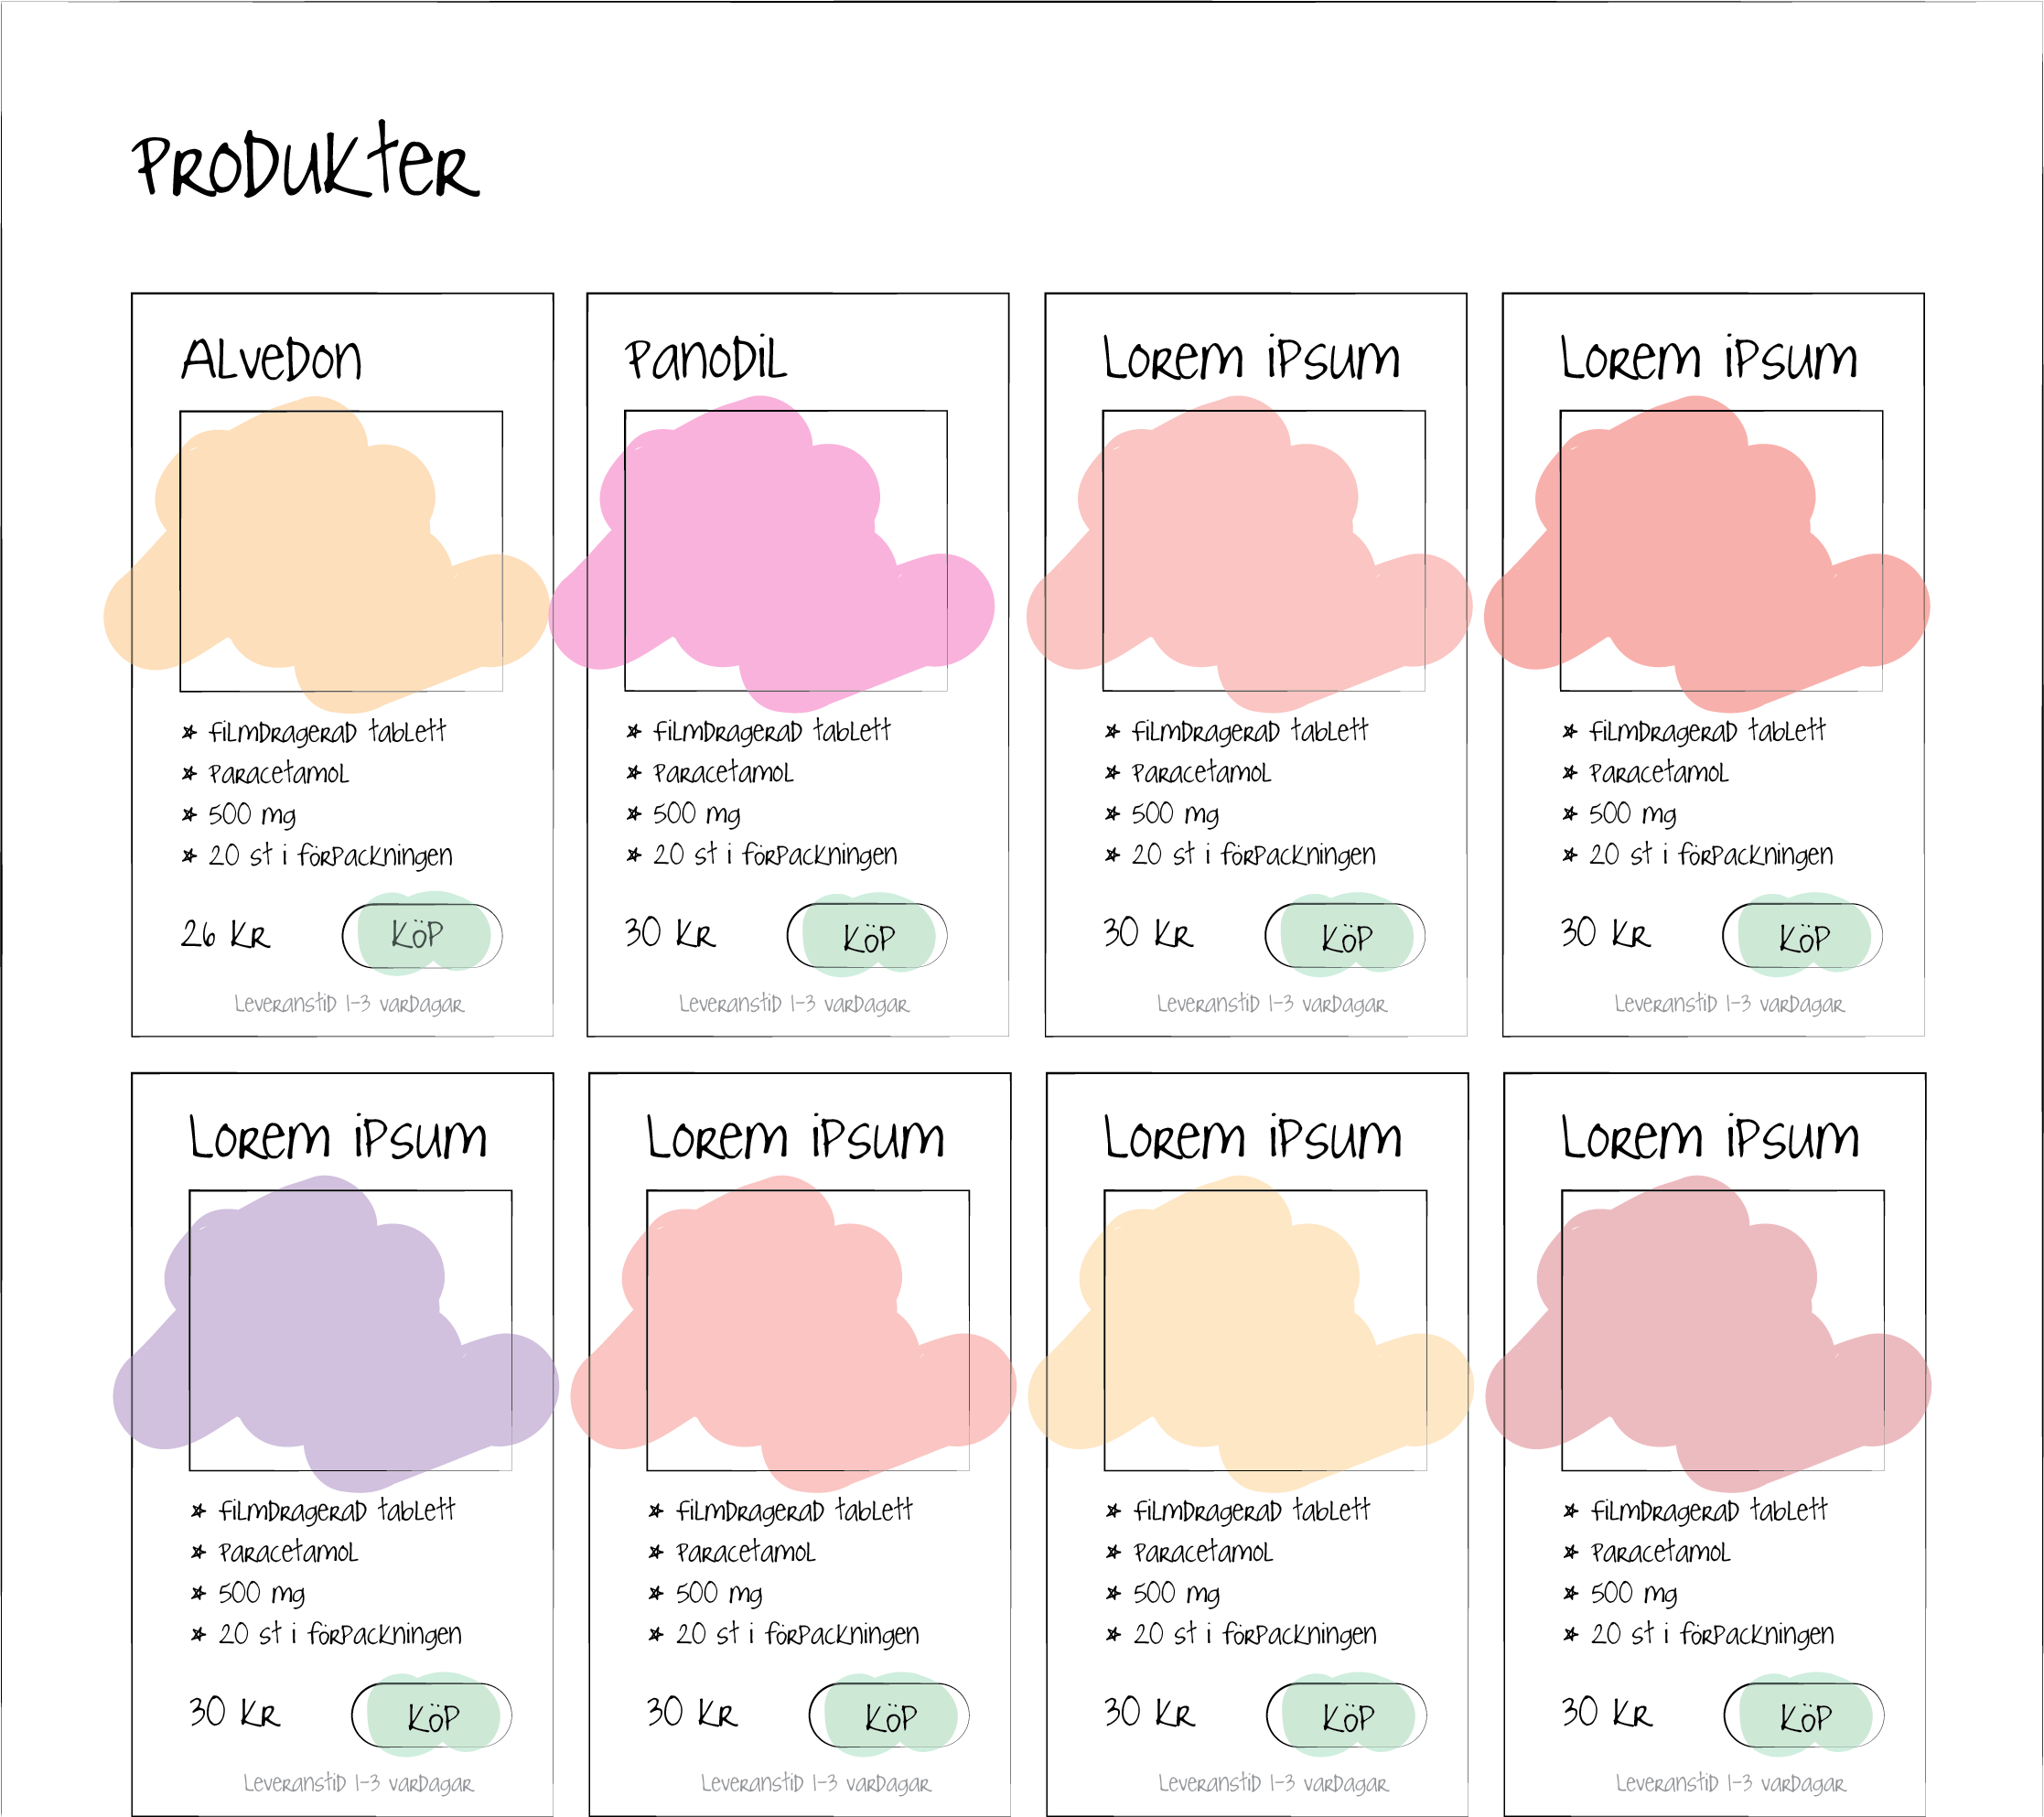 Produkter
Alvedon
* Filmdragerad tablett
* Paracetamol
* 500 mg
* 20 st i förpackningen
26 kr
Köp
Leveranstid 1-3 vardagar
Panodil
* Filmdragerad tablett
* Paracetamol
* 500 mg
* 20 st i förpackningen
30 kr
Köp
Leveranstid 1-3 vardagar
Lorem ipsum
* Filmdragerad tablett
* Paracetamol
* 500 mg
* 20 st i förpackningen
30 kr
Köp
Leveranstid 1-3 vardagar
Lorem ipsum
* Filmdragerad tablett
* Paracetamol
* 500 mg
* 20 st i förpackningen
30 kr
Köp
Leveranstid 1-3 vardagar
Lorem ipsum
* Filmdragerad tablett
* Paracetamol
* 500 mg
* 20 st i förpackningen
30 kr
Köp
Leveranstid 1-3 vardagar
Lorem ipsum
* Filmdragerad tablett
* Paracetamol
* 500 mg
* 20 st i förpackningen
30 kr
Köp
Leveranstid 1-3 vardagar
Lorem ipsum
* Filmdragerad tablett
* Paracetamol
* 500 mg
* 20 st i förpackningen
30 kr
Köp
Leveranstid 1-3 vardagar
Lorem ipsum
* Filmdragerad tablett
* Paracetamol
* 500 mg
* 20 st i förpackningen
30 kr
Köp
Leveranstid 1-3 vardagar